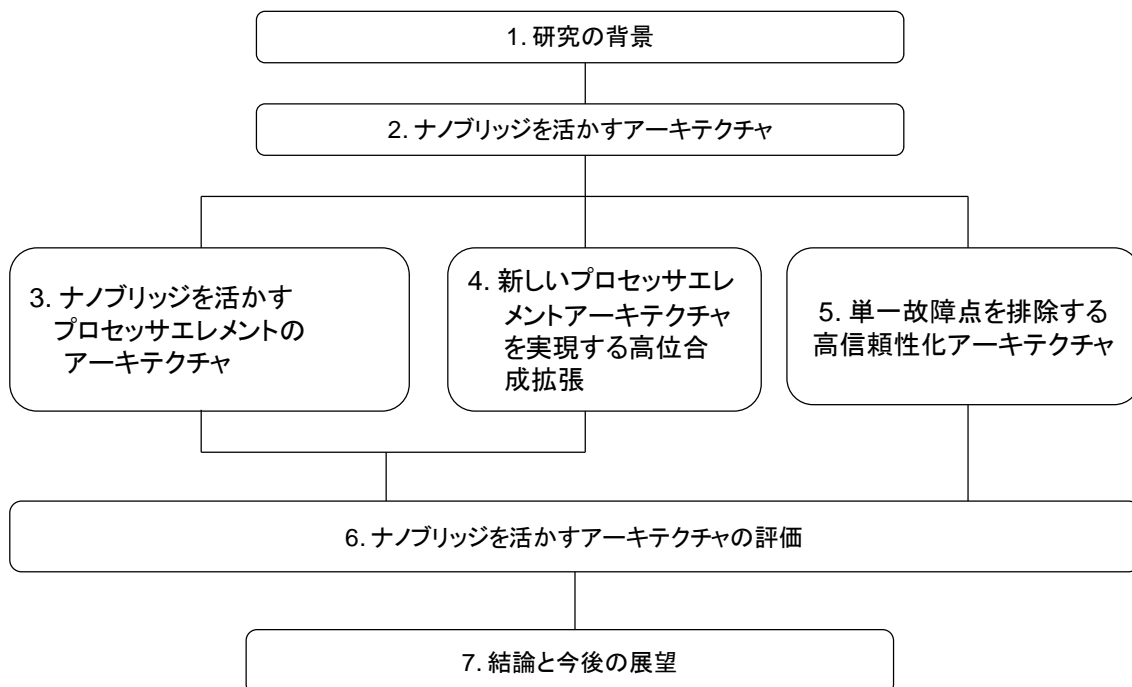 1. 研究の背景
2. ナノブリッジを活かすアーキテクチャ
3. ナノブリッジを活かす
プロセッサエレメントの
アーキテクチャ
4. 新しいプロセッサエレ
メントアーキテクチャ
を実現する高位合
成拡張
5. 単一故障点を排除する
高信頼性化アーキテクチャ
6. ナノブリッジを活かすアーキテクチャの評価
7. 結論と今後の展望